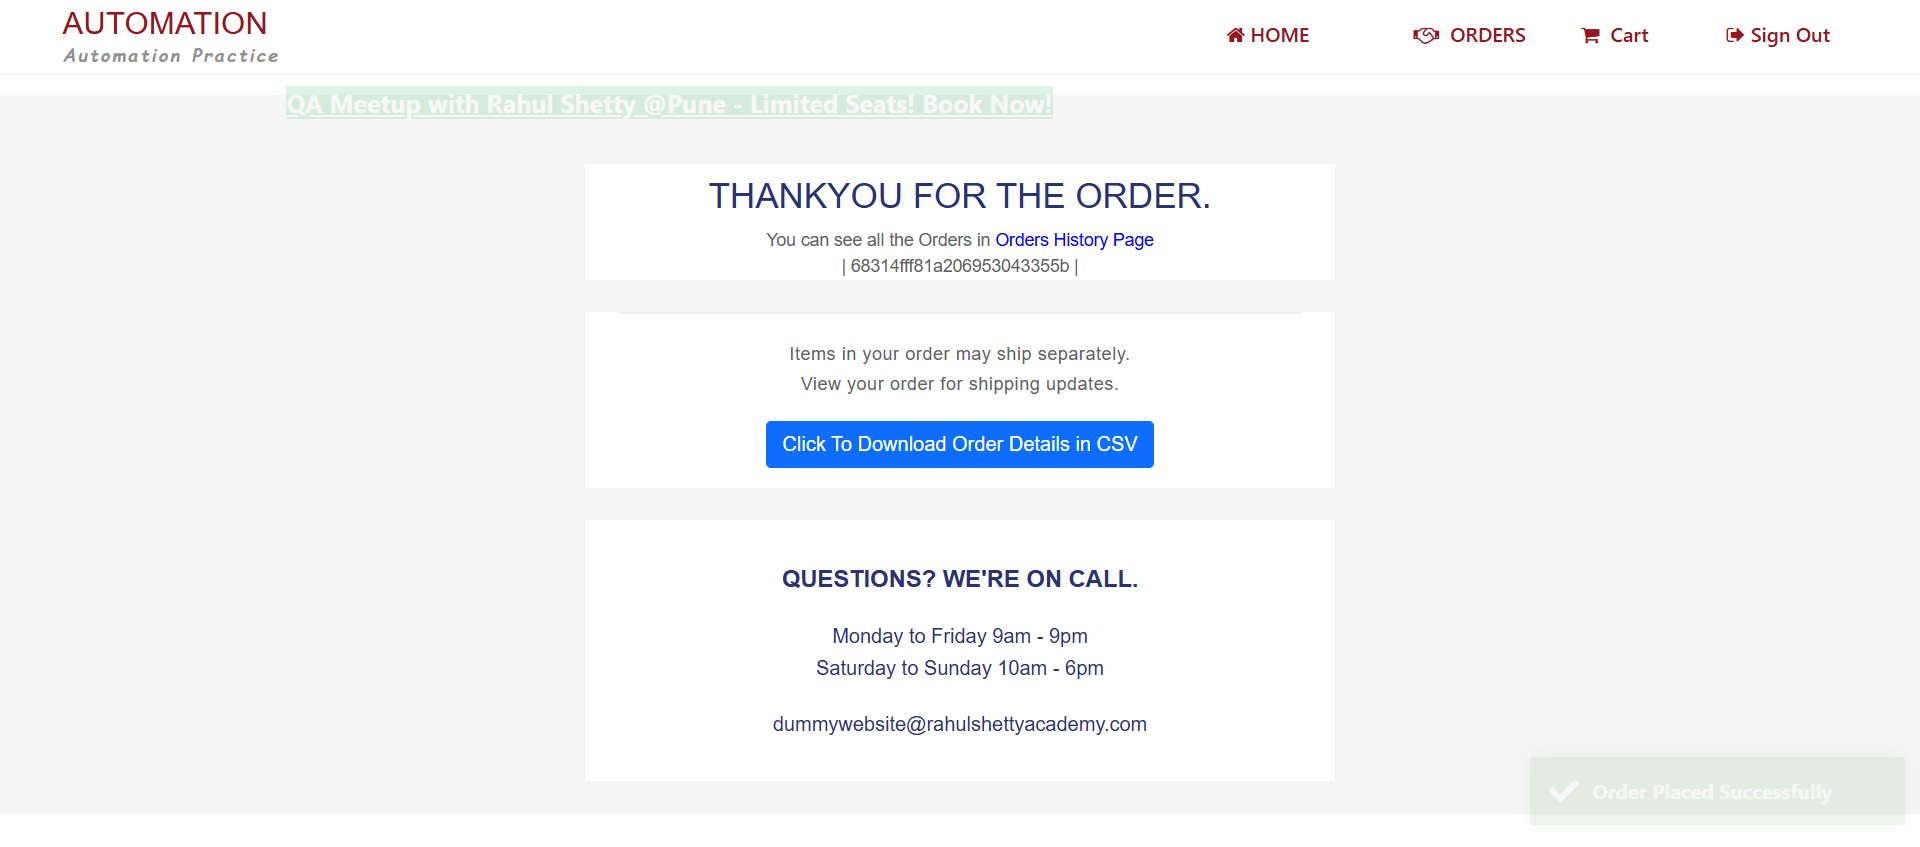 AUTOMATION
Automation Practice
HOME
ORDERS
Cart
Sign Out
QA Meetup with Rahul Shetty @Pune - Limited Seats! Book Now!
THANKYOU FOR THE ORDER.
You can see all the Orders in Orders History Page
| 68314fff81a206953043355b |
Items in your order may ship separately.
View your order for shipping updates.
Click To Download Order Details in CSV
QUESTIONS? WE'RE ON CALL.
Monday to Friday 9am - 9pm
Saturday to Sunday 10am - 6pm
dummywebsite@rahulshettyacademy.com
Order Placed Successfully